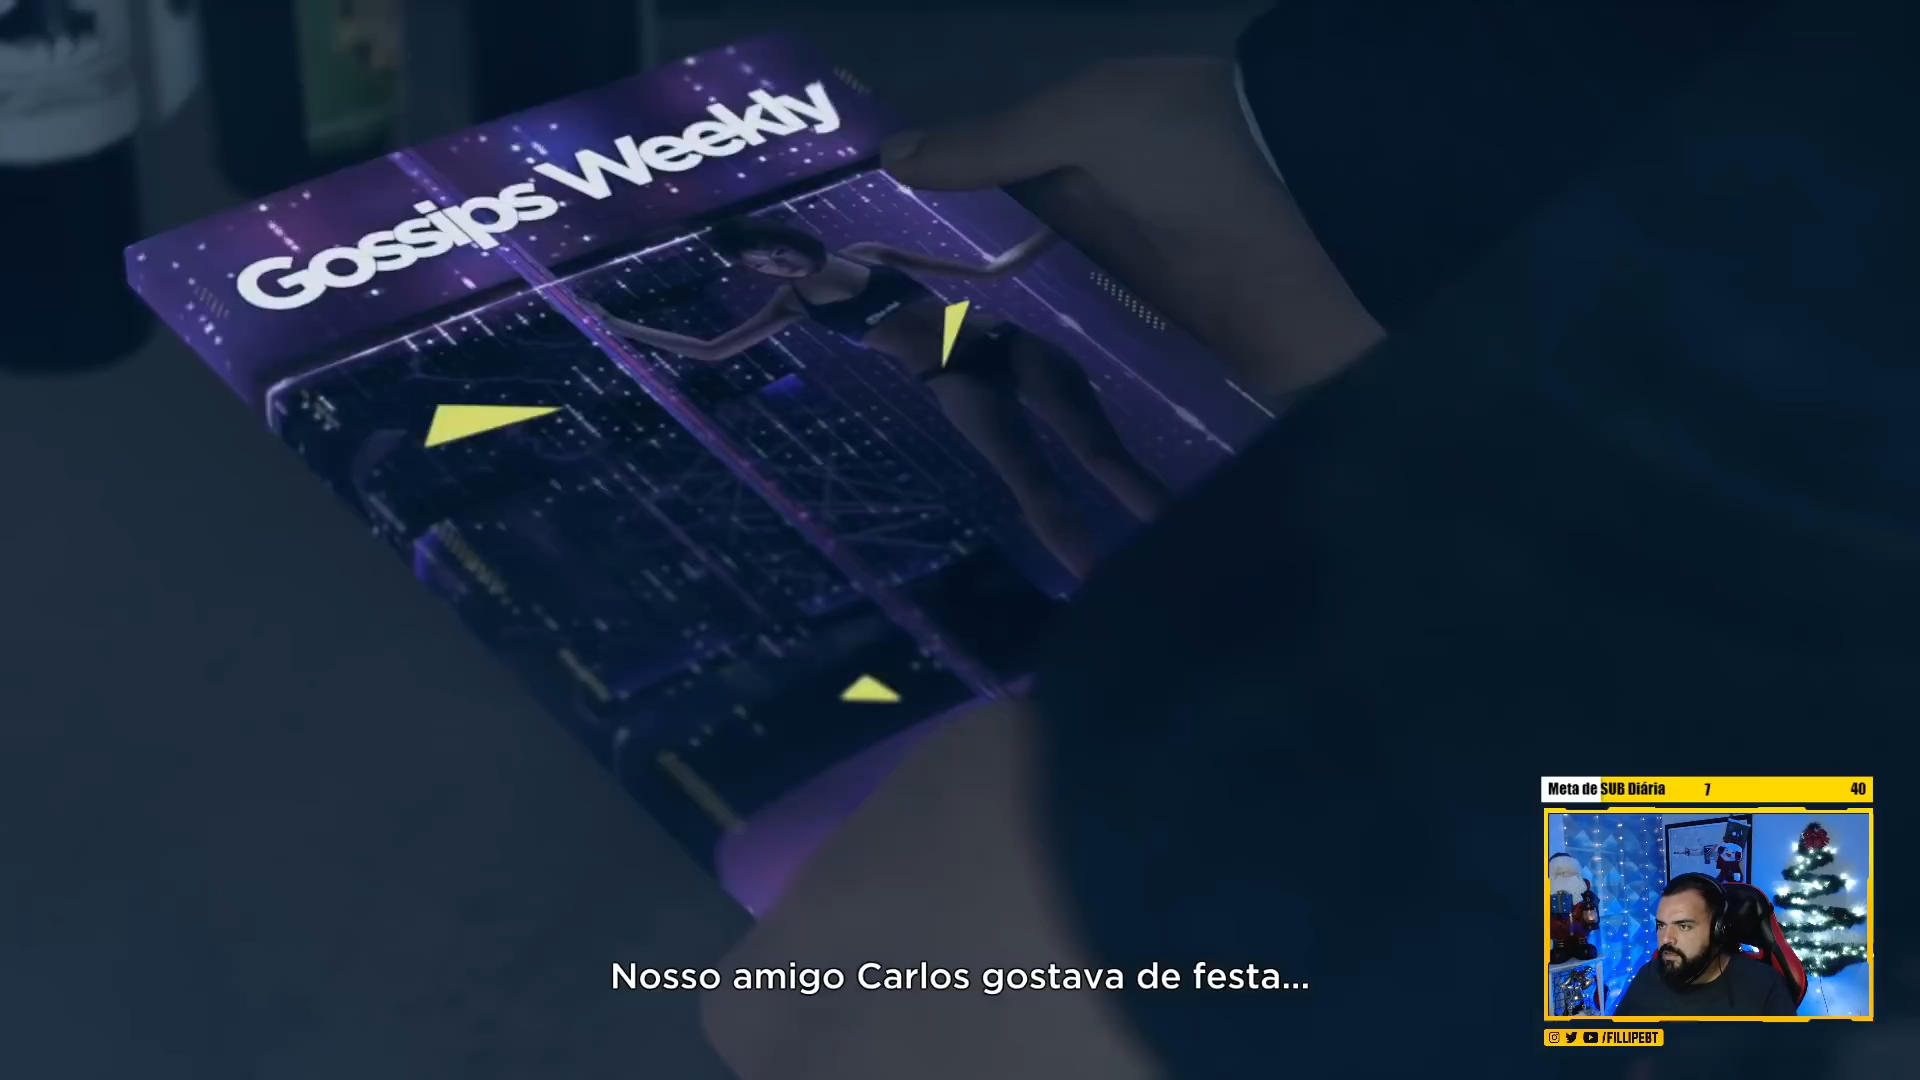 Gossips Weekly
Meta de SUB Diária 7 40
Nosso amigo Carlos gostava de festa...
/FILLIPEBT